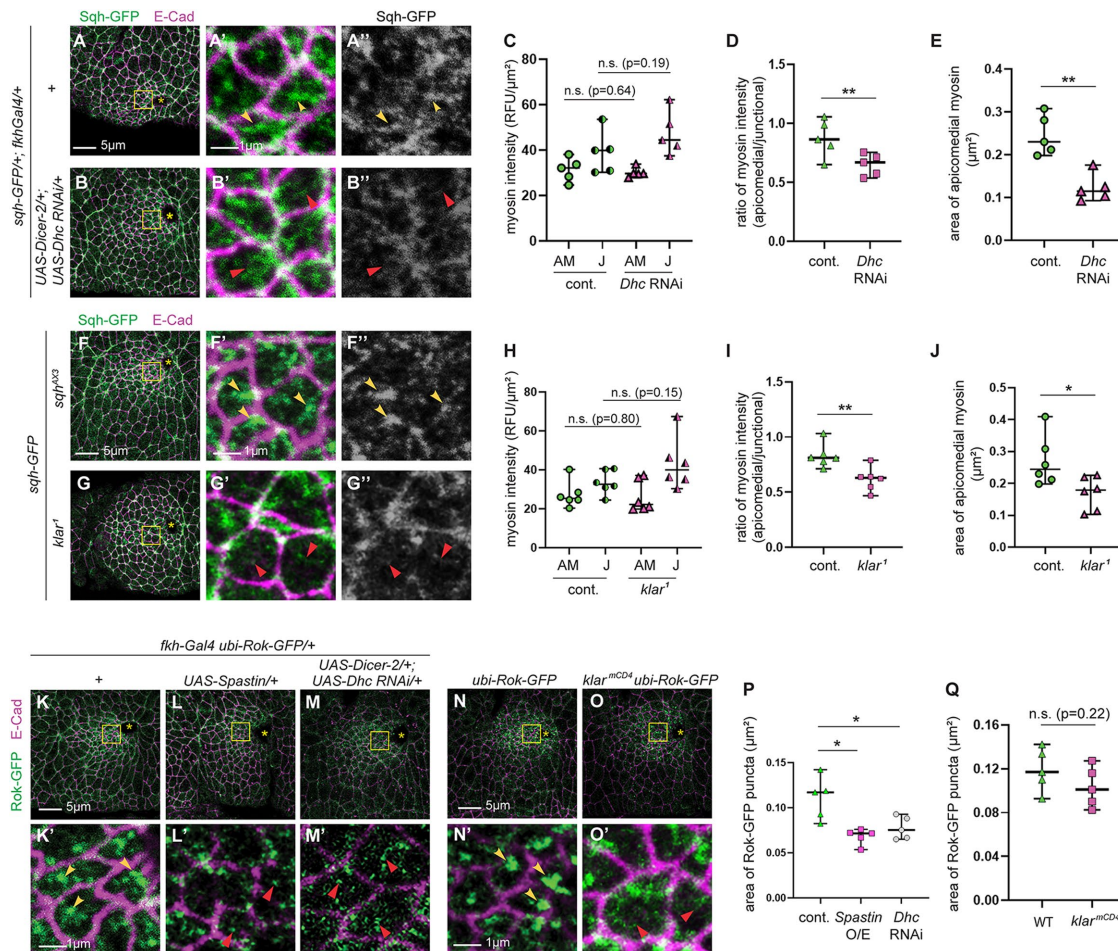 Sqh-GFP E-Cad Sqh-GFP
sqh-GFP/+; fkhGal4/+
+
UAS-Dicer-2/+;
UAS-Dhc RNAi/+
A A' A''
5µm 1µm
*
B B' B''
*
C
myosin intensity (RFU/µm²)
80
60
40
20
0
n.s. (p=0.19)
n.s. (p=0.64)
AM J AM J
cont. Dhc RNAi
D
ratio of myosin intensity
(apicomedial/junctional)
1.5
1.0
0.5
0.0
**
cont. Dhc
RNAi
E
area of apicomedial myosin
(µm²)
0.4
0.3
0.2
0.1
0.0
**
cont. Dhc
RNAi
Sqh-GFP E-Cad
sqh-GFP
sqhᴬˣ³
klar¹
F F' F''
5µm 1µm
*
G G' G''
*
H
myosin intensity (RFU/µm²)
80
60
40
20
0
n.s. (p=0.15)
n.s. (p=0.80)
AM J AM J
cont. klar¹
I
ratio of myosin intensity
(apicomedial/junctional)
1.5
1.0
0.5
0.0
**
cont. klar¹
J
area of apicomedial myosin
(µm²)
0.5
0.4
0.3
0.2
0.1
0.0
*
cont. klar¹
fkh-Gal4 ubi-Rok-GFP/+
+ UAS-Spastin/+ UAS-Dicer-2/+;
UAS-Dhc RNAi/+
ubi-Rok-GFP klar^mCD4 ubi-Rok-GFP
Rok-GFP E-Cad
K L M N O
* * * * *
5µm 5µm
K' L' M' N' O'
1µm 1µm
P
area of Rok-GFP puncta (µm²)
0.20
0.15
0.10
0.05
0.00
*
*
cont. Spastin Dhc
O/E RNAi
Q
area of Rok-GFP puncta (µm²)
0.16
0.12
0.08
0.04
0.00
n.s. (p=0.22)
WT klar^mCD4